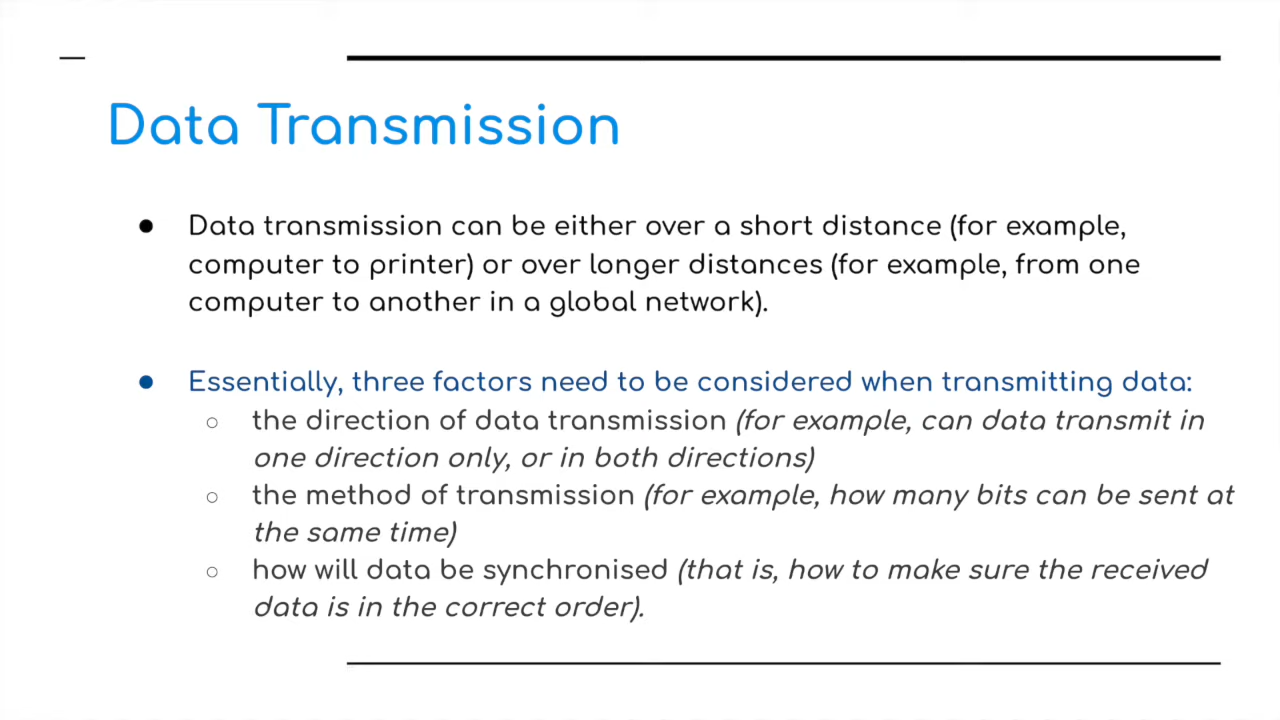 Data Transmission
● Data transmission can be either over a short distance (for example,
computer to printer) or over longer distances (for example, from one
computer to another in a global network).
● Essentially, three factors need to be considered when transmitting data:
○ the direction of data transmission (for example, can data transmit in
one direction only, or in both directions)
○ the method of transmission (for example, how many bits can be sent at
the same time)
○ how will data be synchronised (that is, how to make sure the received
data is in the correct order).